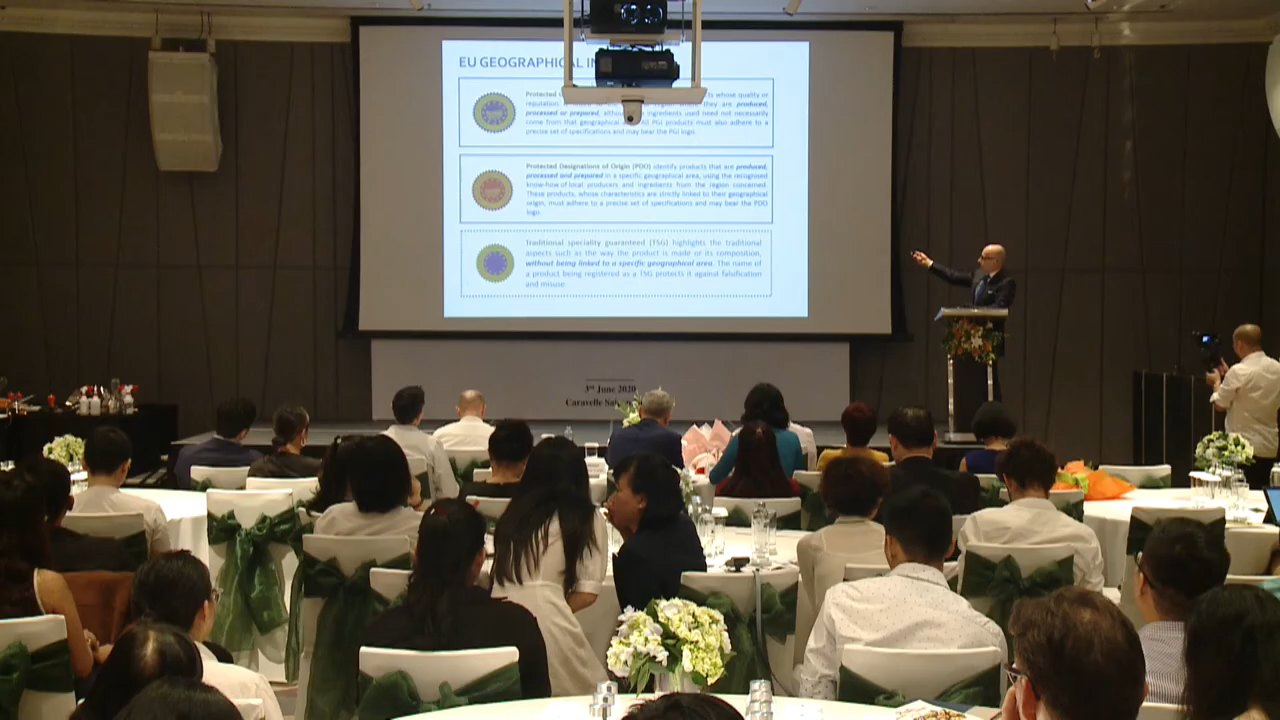 EU GEOGRAPHICAL IN
Protected ts whose quality or
reputation they are produced,
processed or prepared, ingredients used need not necessarily
come from that geographical All PGI products must also adhere to a
precise set of specifications and may bear the PGI logo.
Protected Designations of Origin (PDO) identify products that are produced,
processed and prepared in a specific geographical area, using the recognised
know-how of local producers and ingredients from the region concerned.
These products, whose characteristics are strictly linked to their geographical
origin, must adhere to a precise set of specifications and may bear the PDO
logo.
Traditional speciality guaranteed (TSG) highlights the traditional
aspects such as the way the product is made or its composition,
without being linked to a specific geographical area. The name of
a product being registered as a TSG protects it against falsification
and misuse.
3rd June 2020
Caravelle